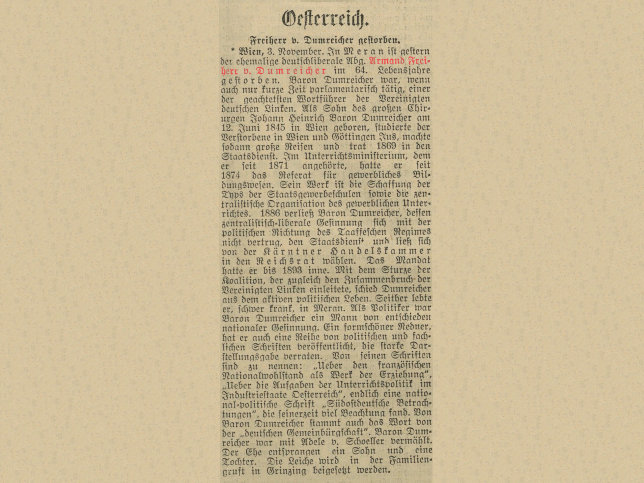 Oesterreich.
Freiherr v. Dumreicher gestorben.
* Wien, 3. November. In Meran ist gestern
der ehemalige deutschliberale Abg. Armand Frei-
herr v. Dumreicher im 64. Lebensjahre
gestorben. Baron Dumreicher war, wenn
auch nur kurze Zeit parlamentarisch tätig, einer
der geachtetsten Wortführer der Vereinigten
deutschen Linken. Als Sohn des großen Chir-
urgen Johann Heinrich Baron Dumreicher am
12. Juni 1845 in Wien geboren, studierte der
Verstorbene in Wien und Göttingen Jus, machte
sodann große Reisen und trat 1869 in den
Staatsdienst. Im Unterrichtsministerium, dem
er seit 1871 angehörte, hatte er seit
1874 das Referat für gewerbliches Bil-
dungswesen. Sein Werk ist die Schaffung der
Typs der Staatsgewerbeschulen sowie die zen-
tralistische Organisation des gewerblichen Unter-
richtes. 1886 verließ Baron Dumreicher, dessen
zentralistisch-liberale Gesinnung sich mit der
politischen Richtung des Taaffeschen Regimes
nicht vertrug, den Staatsdienst und ließ sich
von der Kärntner Handelskammer
in den Reichsrat wählen. Das Mandat
hatte er bis 1893 inne. Mit dem Sturze der
Koalition, der zugleich den Zusammenbruch der
Vereinigten Linken einleitete, schied Dumreicher
aus dem aktiven politischen Leben. Seither lebte
er, schwer krank, in Meran. Als Politiker war
Baron Dumreicher ein Mann von entschieden
nationaler Gesinnung. Ein formschöner Redner,
hat er auch eine Reihe von politischen und fach-
lichen Schriften veröffentlicht, die starke Dar-
stellungsgabe verraten. Von seinen Schriften
sind zu nennen: „Ueber den französischen
Nationalwohlstand als Werk der Erziehung“,
„Ueber die Aufgaben der Unterrichtspolitik im
Industriestaate Oesterreich“, endlich eine natio-
nal-politische Schrift „Südostdeutsche Betrach-
tungen“, die seinerzeit viel Beachtung fand. Von
Baron Dumreicher stammt auch das Wort von
der „deutschen Gemeinbürgschaft“. Baron Dum-
reicher war mit Adele v. Schoeller vermählt.
Der Ehe entsprangen ein Sohn und eine
Tochter. Die Leiche wird in der Familien-
gruft in Grinzing beigesetzt werden.